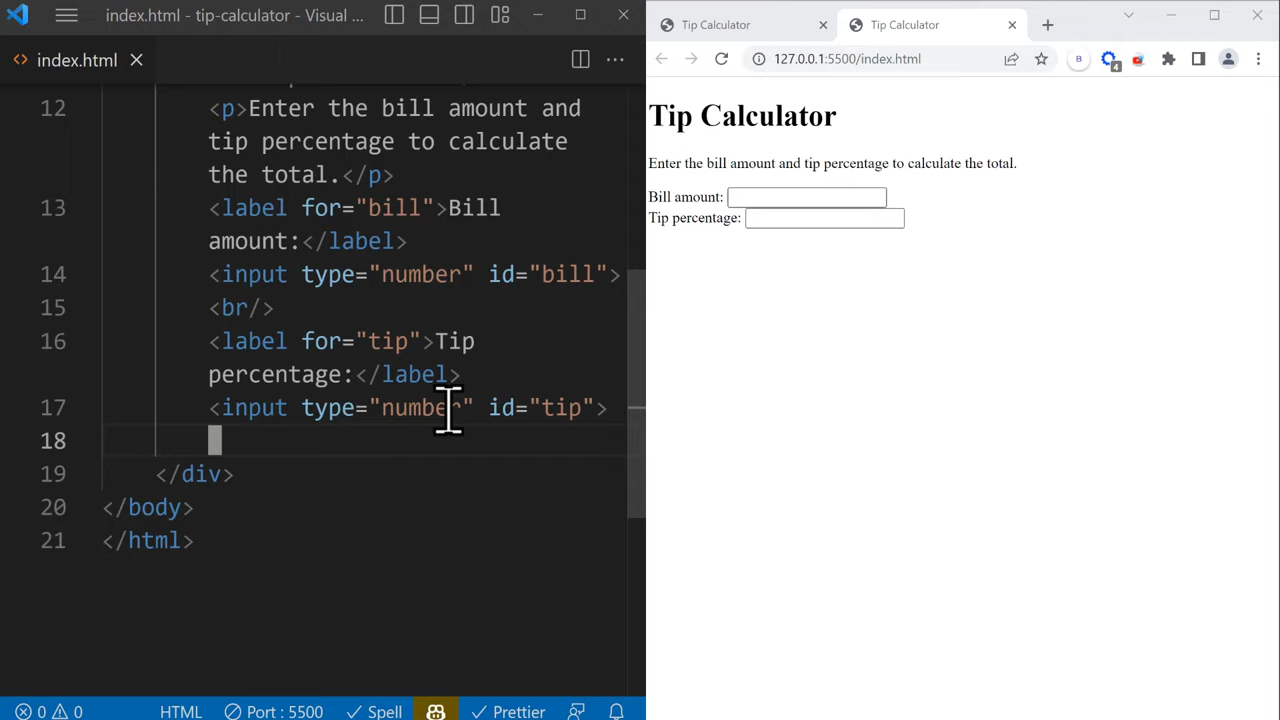 index.html - tip-calculator - Visual ...
index.html
12 <p>Enter the bill amount and
tip percentage to calculate
the total.</p>
13 <label for="bill">Bill
amount:</label>
14 <input type="number" id="bill">
15 <br/>
16 <label for="tip">Tip
percentage:</label>
17 <input type="number" id="tip">
18
19 </div>
20 </body>
21 </html>
0 0 HTML Port : 5500 Spell Prettier
Tip Calculator Tip Calculator
127.0.0.1:5500/index.html
B 4
Tip Calculator
Enter the bill amount and tip percentage to calculate the total.
Bill amount:
Tip percentage: